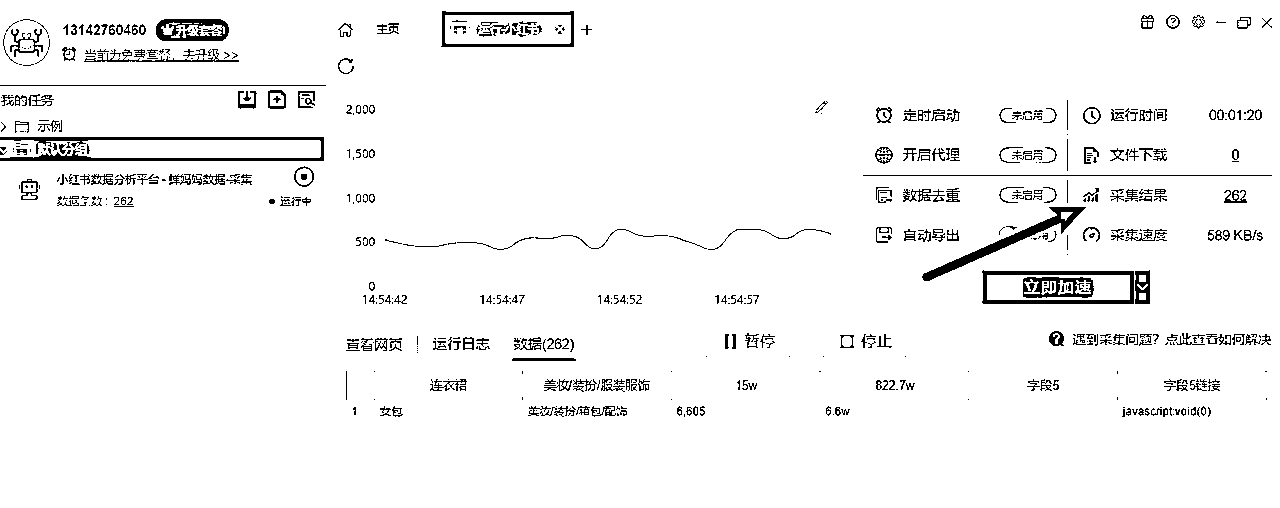 13142760460 升级套餐
当前为免费套餐，去升级 >>
主页
我的任务
示例
默认分组
小红书数据分析平台 - 蝉妈妈数据-采集
数据条数：262
运行中
2,000
1,500
1,000
500
0
14:54:42 14:54:47 14:54:52 14:54:57
定时启动 未启用 运行时间 00:01:20
开启代理 未启用 文件下载 0
数据去重 未启用 采集结果 262
自动导出 采集速度 589 KB/s
立即加速
查看网页 运行日志 数据(262) 暂停 停止 遇到采集问题？点此查看如何解决
连衣裙 美妆/装扮/服装服饰 15w 822.7w 字段5 字段5链接
1 女包 美妆/装扮/箱包/配饰 6,605 6.6w javascript:void(0)